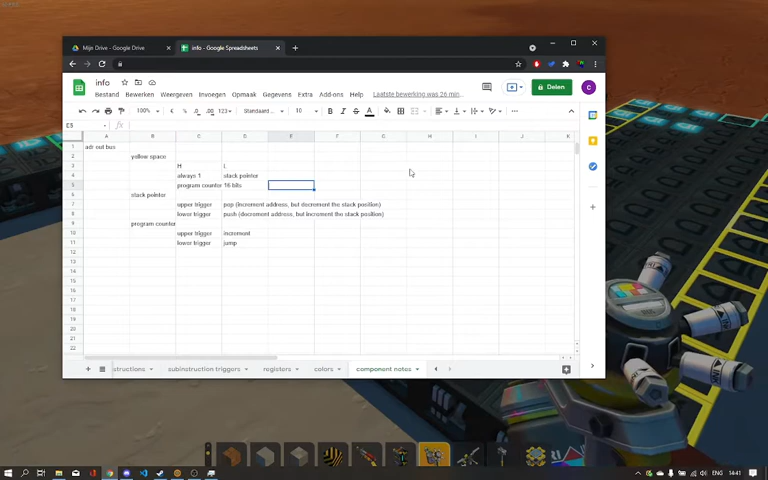 Mijn Drive - Google Drive
info - Google Spreadsheets
info
Bestand Bewerken Weergeven Invoegen Opmaak Gegevens Extra Add-ons Help
Laatste bewerking was 26 min...
Delen
C
100% € % .0 .00 123 Standaard... 10 B I S A
E5 fx
A B C D E F G H I J K
1 adr out bus
2 yellow space
3 H L
4 always 1 stack pointer
5 program counter 16 bits
6 stack pointer
7 upper trigger pop (increment address, but decrement the stack position)
8 lower trigger push (decrement address, but increment the stack position)
9 program counter
10 upper trigger increment
11 lower trigger jump
12
13
14
15
16
17
18
19
20
21
22
structions subinstruction triggers registers colors component notes
ENG 14:41